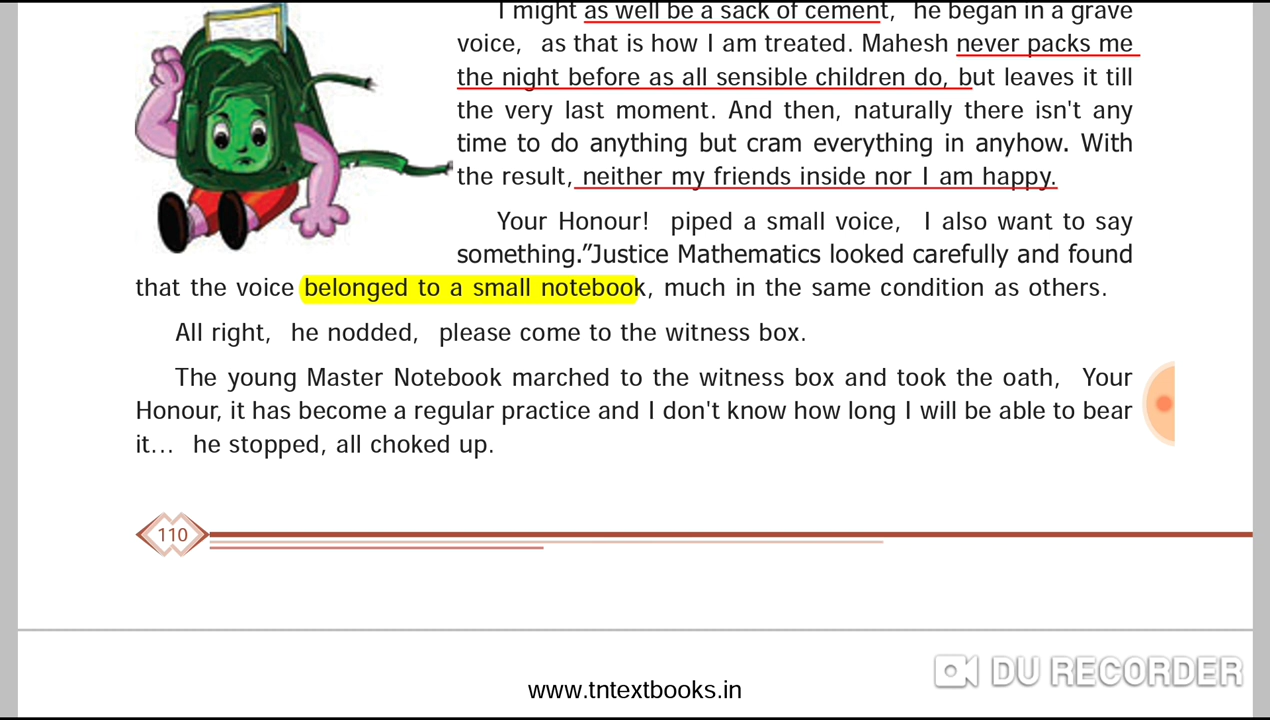 I might as well be a sack of cement, he began in a grave
voice, as that is how I am treated. Mahesh never packs me
the night before as all sensible children do, but leaves it till
the very last moment. And then, naturally there isn't any
time to do anything but cram everything in anyhow. With
the result, neither my friends inside nor I am happy.
Your Honour! piped a small voice, I also want to say
something.”Justice Mathematics looked carefully and found
that the voice belonged to a small notebook, much in the same condition as others.
All right, he nodded, please come to the witness box.
The young Master Notebook marched to the witness box and took the oath, Your
Honour, it has become a regular practice and I don't know how long I will be able to bear
it... he stopped, all choked up.
110
DU RECORDER
www.tntextbooks.in